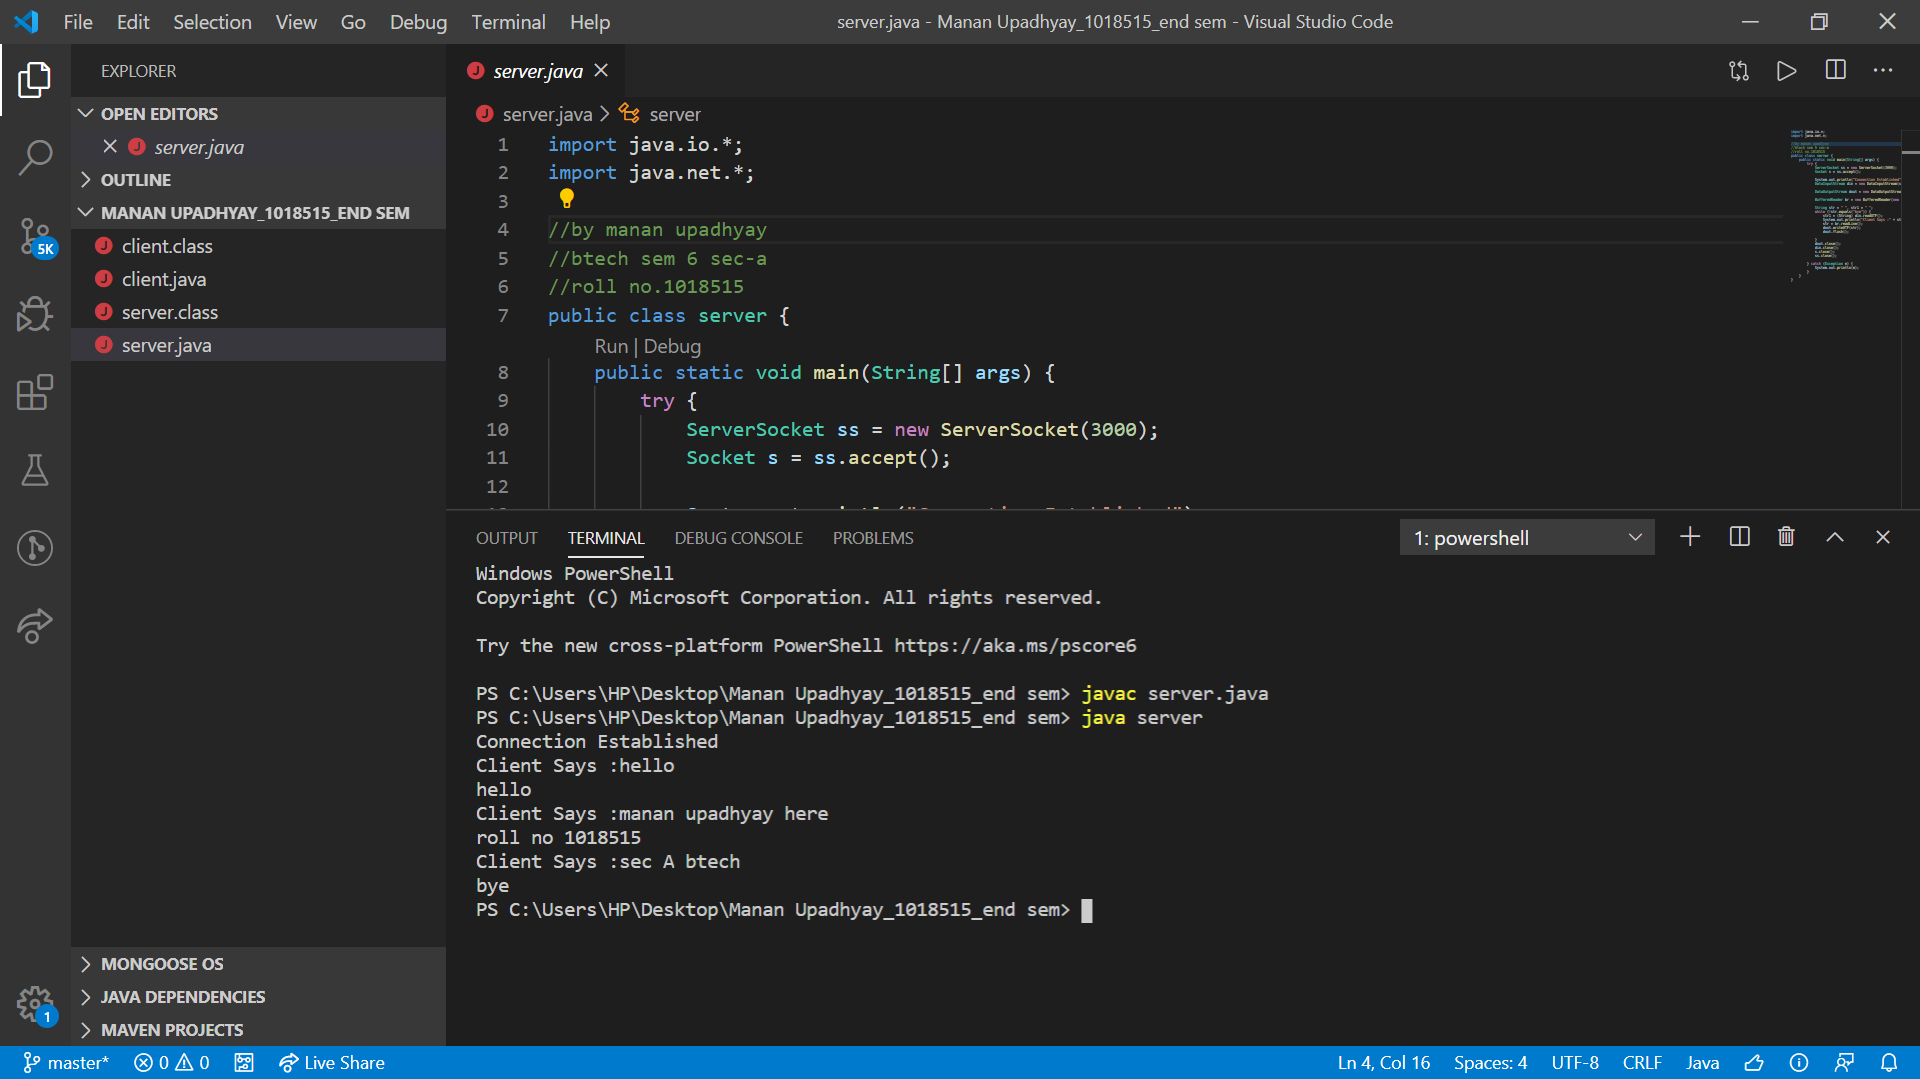 File Edit Selection View Go Debug Terminal Help
server.java - Manan Upadhyay_1018515_end sem - Visual Studio Code
EXPLORER
OPEN EDITORS
server.java
OUTLINE
MANAN UPADHYAY_1018515_END SEM
client.class
client.java
server.class
server.java
MONGOOSE OS
JAVA DEPENDENCIES
MAVEN PROJECTS
5K
1
server.java
server.java > server
1 import java.io.*;
2 import java.net.*;
3
4 //by manan upadhyay
5 //btech sem 6 sec-a
6 //roll no.1018515
7 public class server {
Run | Debug
8 public static void main(String[] args) {
9 try {
10 ServerSocket ss = new ServerSocket(3000);
11 Socket s = ss.accept();
12
OUTPUT TERMINAL DEBUG CONSOLE PROBLEMS
1: powershell
Windows PowerShell
Copyright (C) Microsoft Corporation. All rights reserved.
Try the new cross-platform PowerShell https://aka.ms/pscore6
PS C:\Users\HP\Desktop\Manan Upadhyay_1018515_end sem> javac server.java
PS C:\Users\HP\Desktop\Manan Upadhyay_1018515_end sem> java server
Connection Established
Client Says :hello
hello
Client Says :manan upadhyay here
roll no 1018515
Client Says :sec A btech
bye
PS C:\Users\HP\Desktop\Manan Upadhyay_1018515_end sem>
master* 0 0 Live Share
Ln 4, Col 16 Spaces: 4 UTF-8 CRLF Java